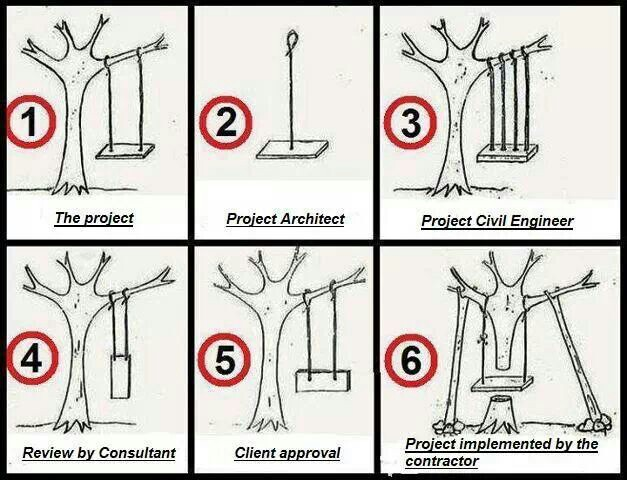 1
The project
2
Project Architect
3
Project Civil Engineer
4
Review by Consultant
5
Client approval
6
Project implemented by the
contractor